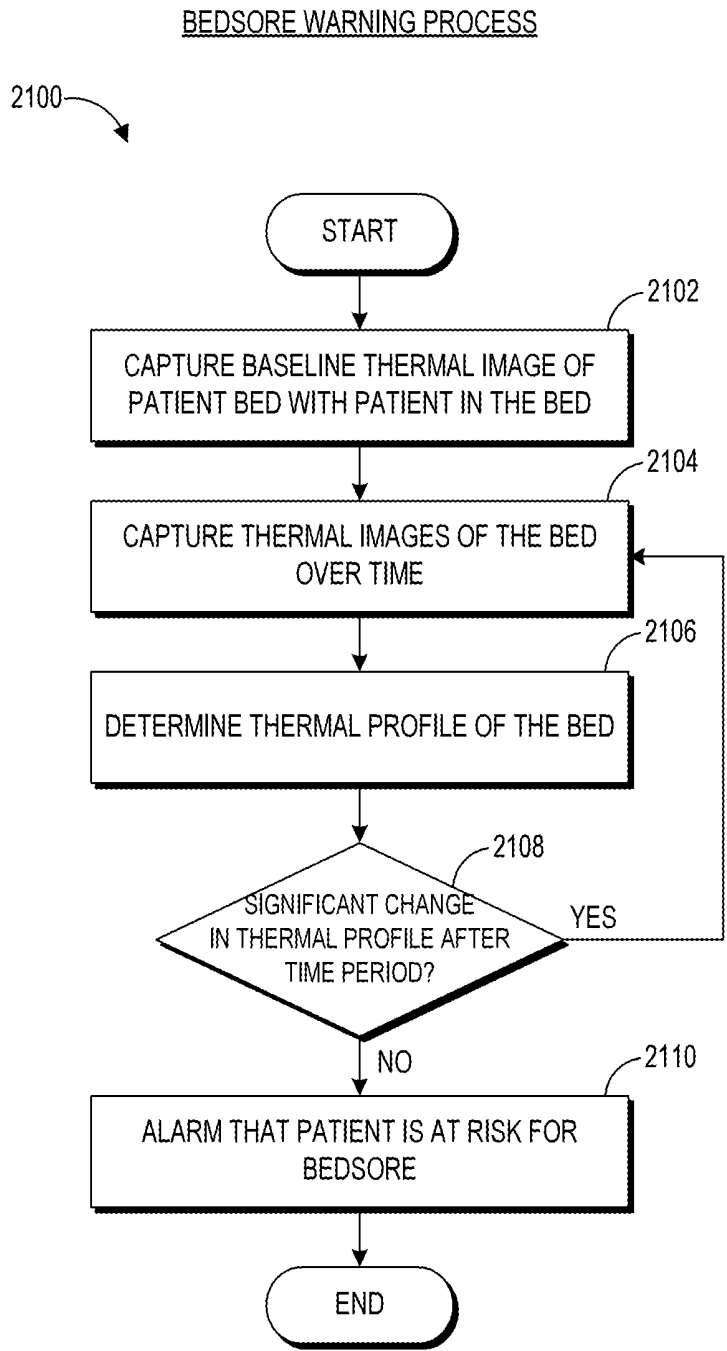 BEDSORE WARNING PROCESS
2100
START
2102
CAPTURE BASELINE THERMAL IMAGE OF
PATIENT BED WITH PATIENT IN THE BED
2104
CAPTURE THERMAL IMAGES OF THE BED
OVER TIME
2106
DETERMINE THERMAL PROFILE OF THE BED
2108
SIGNIFICANT CHANGE
IN THERMAL PROFILE AFTER
TIME PERIOD?
YES
NO
2110
ALARM THAT PATIENT IS AT RISK FOR
BEDSORE
END